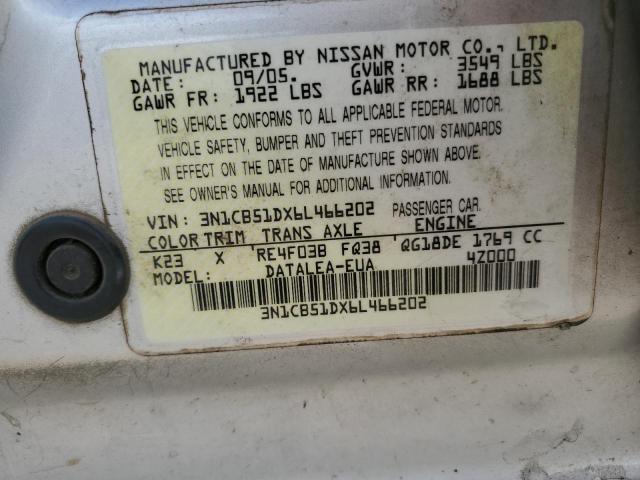 MANUFACTURED BY NISSAN MOTOR CO., LTD.
DATE: 09/05. GVWR: 3549 LBS
GAWR FR: 1922 LBS GAWR RR: 1688 LBS
THIS VEHICLE CONFORMS TO ALL APPLICABLE FEDERAL MOTOR
VEHICLE SAFETY, BUMPER AND THEFT PREVENTION STANDARDS
IN EFFECT ON THE DATE OF MANUFACTURE SHOWN ABOVE.
SEE OWNER'S MANUAL FOR ADDITIONAL INFORMATION.
VIN: 3N1CB51DX6L466202 PASSENGER CAR.
COLOR TRIM TRANS AXLE ENGINE
K23 X RE4F03B FQ38 QG18DE 1769 CC
MODEL: DATALEA-EUA 4Z000
3N1CB51DX6L466202